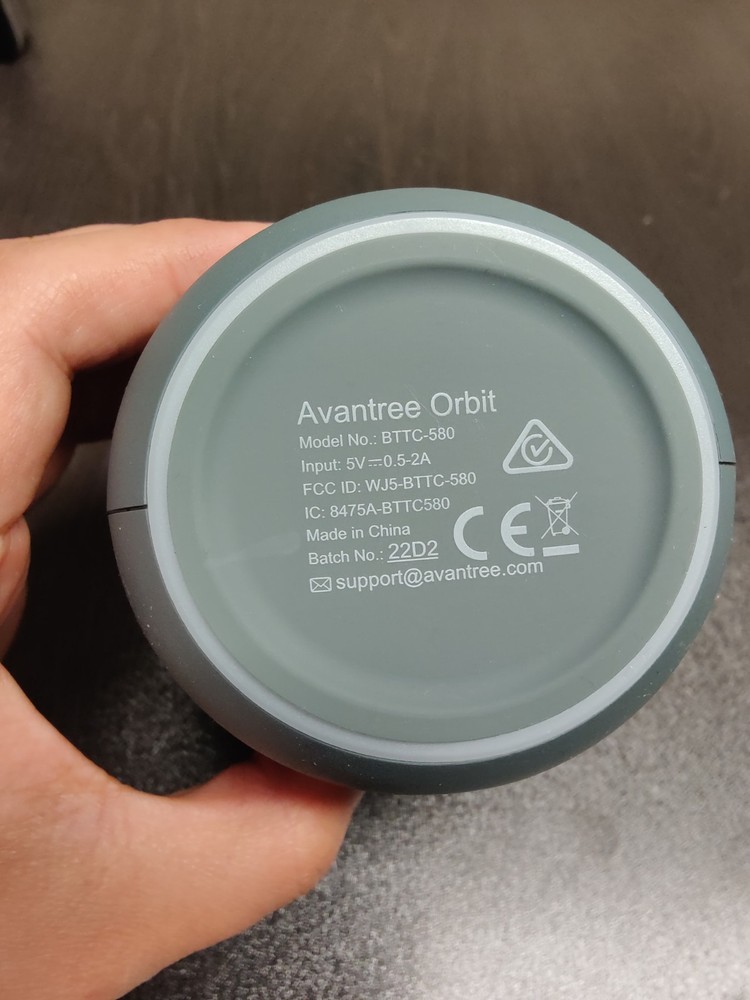 Avantree Orbit
Model No.: BTTC-580
Input: 5V⎓0.5-2A
FCC ID: WJ5-BTTC-580
IC: 8475A-BTTC580
Made in China
Batch No.: 22D2
CE
support@avantree.com